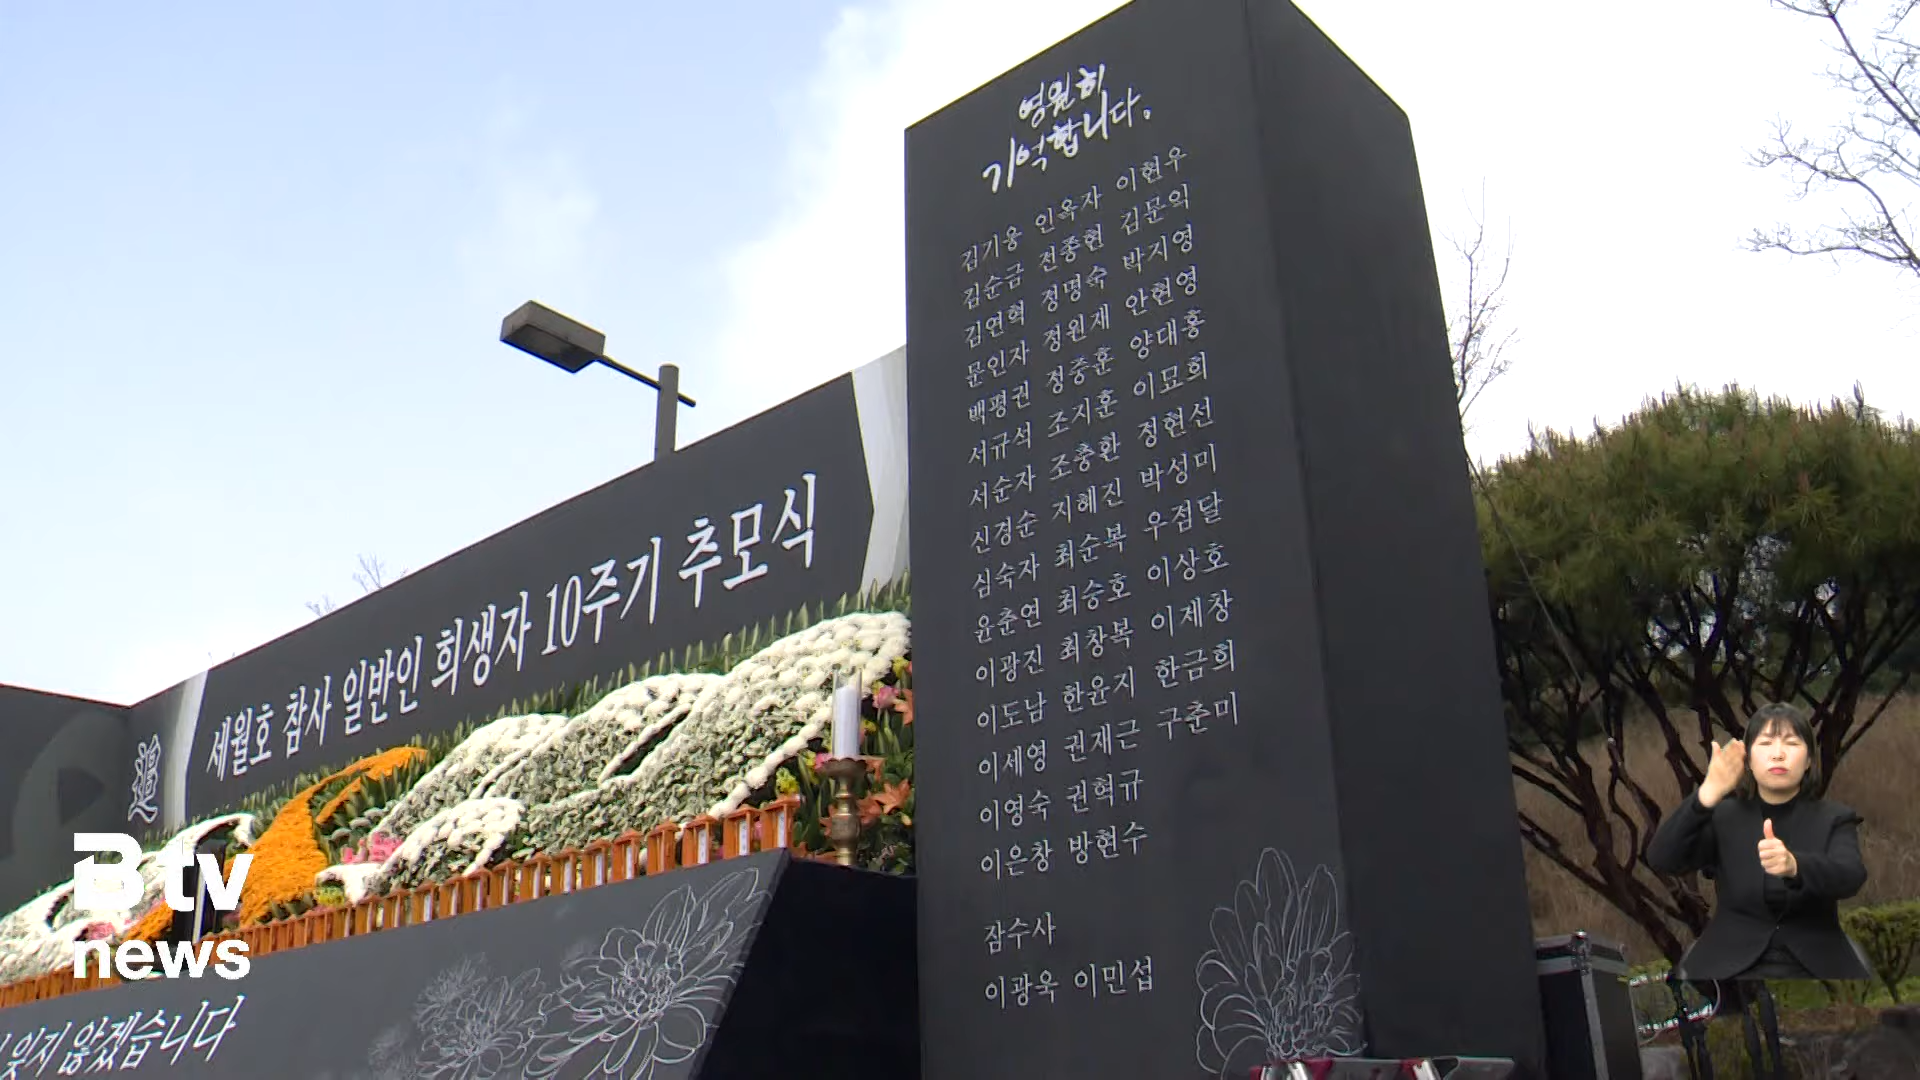 영원히
기억합니다.
김기웅 인옥자 이현우
김순금 전종현 김문익
김연혁 정명숙 박지영
문인자 정원재 안현영
백평권 정중훈 양대홍
서규석 조지훈 이묘희
서순자 조충환 정현선
신경순 지혜진 박성미
심숙자 최순복 우점달
윤춘연 최승호 이상호
이광진 최창복 이제창
이도남 한윤지 한금희
이세영 권재근 구춘미
이영숙 권혁규
이은창 방현수
잠수사
이광욱 이민섭
세월호 참사 일반인 희생자 10주기 추모식
追
잊지 않겠습니다
B tv
news